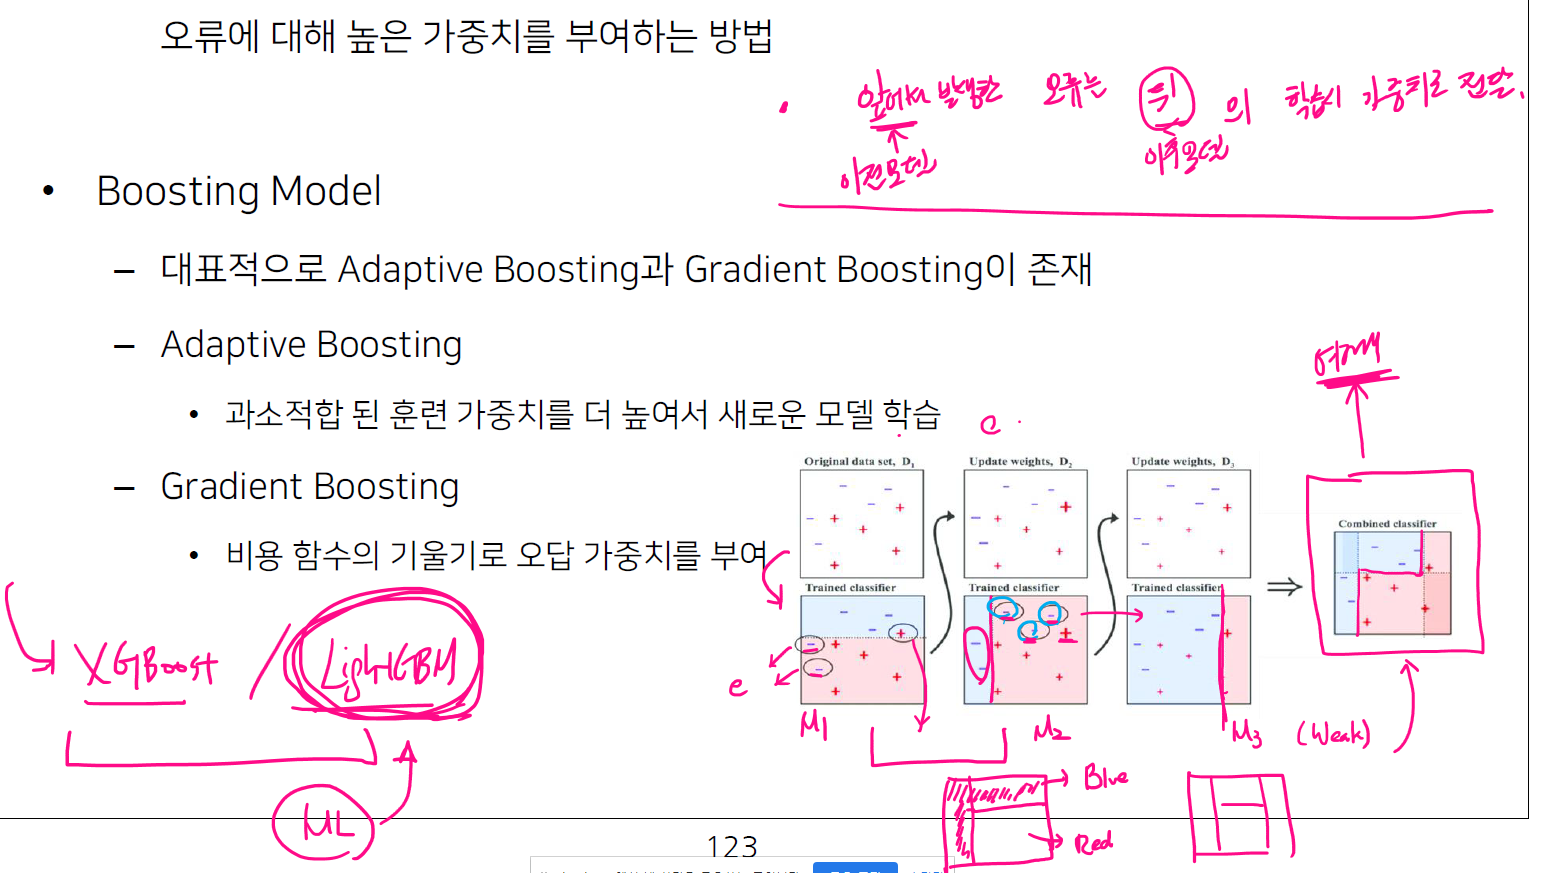 오류에 대해 높은 가중치를 부여하는 방법
• 앞에서 발생한 오류는 뒤의 학습시 가중치로 전달.
이전모델
이후모델
• Boosting Model
– 대표적으로 Adaptive Boosting과 Gradient Boosting이 존재
– Adaptive Boosting
• 과소적합 된 훈련 가중치를 더 높여서 새로운 모델 학습
e
– Gradient Boosting
• 비용 함수의 기울기로 오답 가중치를 부여
Original data set, D1
Update weights, D2
Update weights, D3
Combined classifier
Trained classifier
Trained classifier
Trained classifier
XGBoost / LightGBM
e
M1
M2
M3 (Weak)
Blue
Red
ML
123